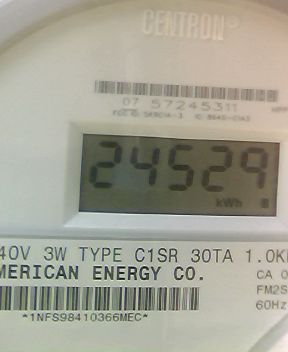 CENTRON®
07 57245311
24529
kWh
40V 3W TYPE C1SR 30TA 1.0K
MERICAN ENERGY CO.
CA 0
FM2S
60Hz
*1NFS98410366MEC*